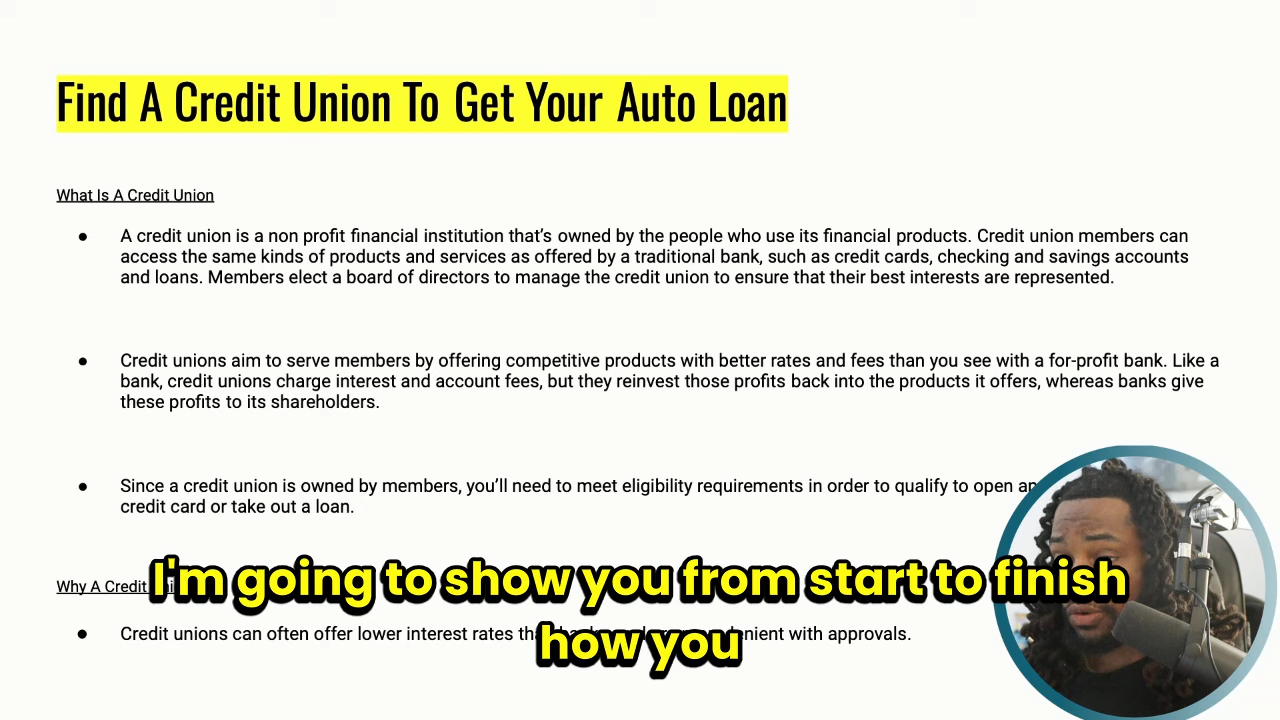 Find A Credit Union To Get Your Auto Loan
What Is A Credit Union
● A credit union is a non profit financial institution that's owned by the people who use its financial products. Credit union members can
access the same kinds of products and services as offered by a traditional bank, such as credit cards, checking and savings accounts
and loans. Members elect a board of directors to manage the credit union to ensure that their best interests are represented.
● Credit unions aim to serve members by offering competitive products with better rates and fees than you see with a for-profit bank. Like a
bank, credit unions charge interest and account fees, but they reinvest those profits back into the products it offers, whereas banks give
these profits to its shareholders.
● Since a credit union is owned by members, you'll need to meet eligibility requirements in order to qualify to open an
credit card or take out a loan.
Why A Credit
I'm going to show you from start to finish
how you
● Credit unions can often offer lower interest rates with approvals.